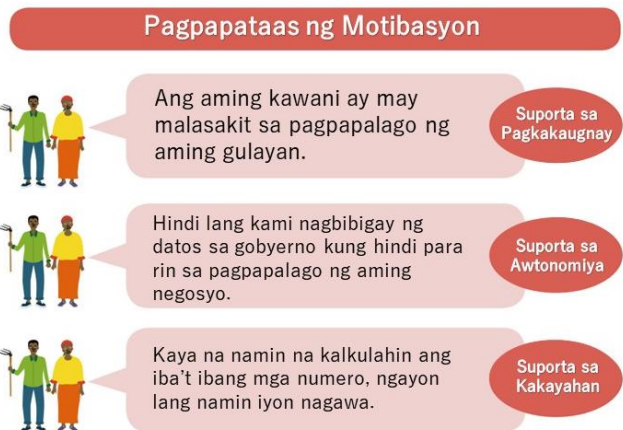 Pagpapataas ng Motibasyon
Ang aming kawani ay may
malasakit sa pagpapalago ng
aming gulayan.
Suporta sa
Pagkakaugnay
Hindi lang kami nagbibigay ng
datos sa gobyerno kung hindi para
rin sa pagpapalago ng aming
negosyo.
Suporta sa
Awtonomiya
Kaya na namin na kalkulahin ang
iba't ibang mga numero, ngayon
lang namin iyon nagawa.
Suporta sa
Kakayahan